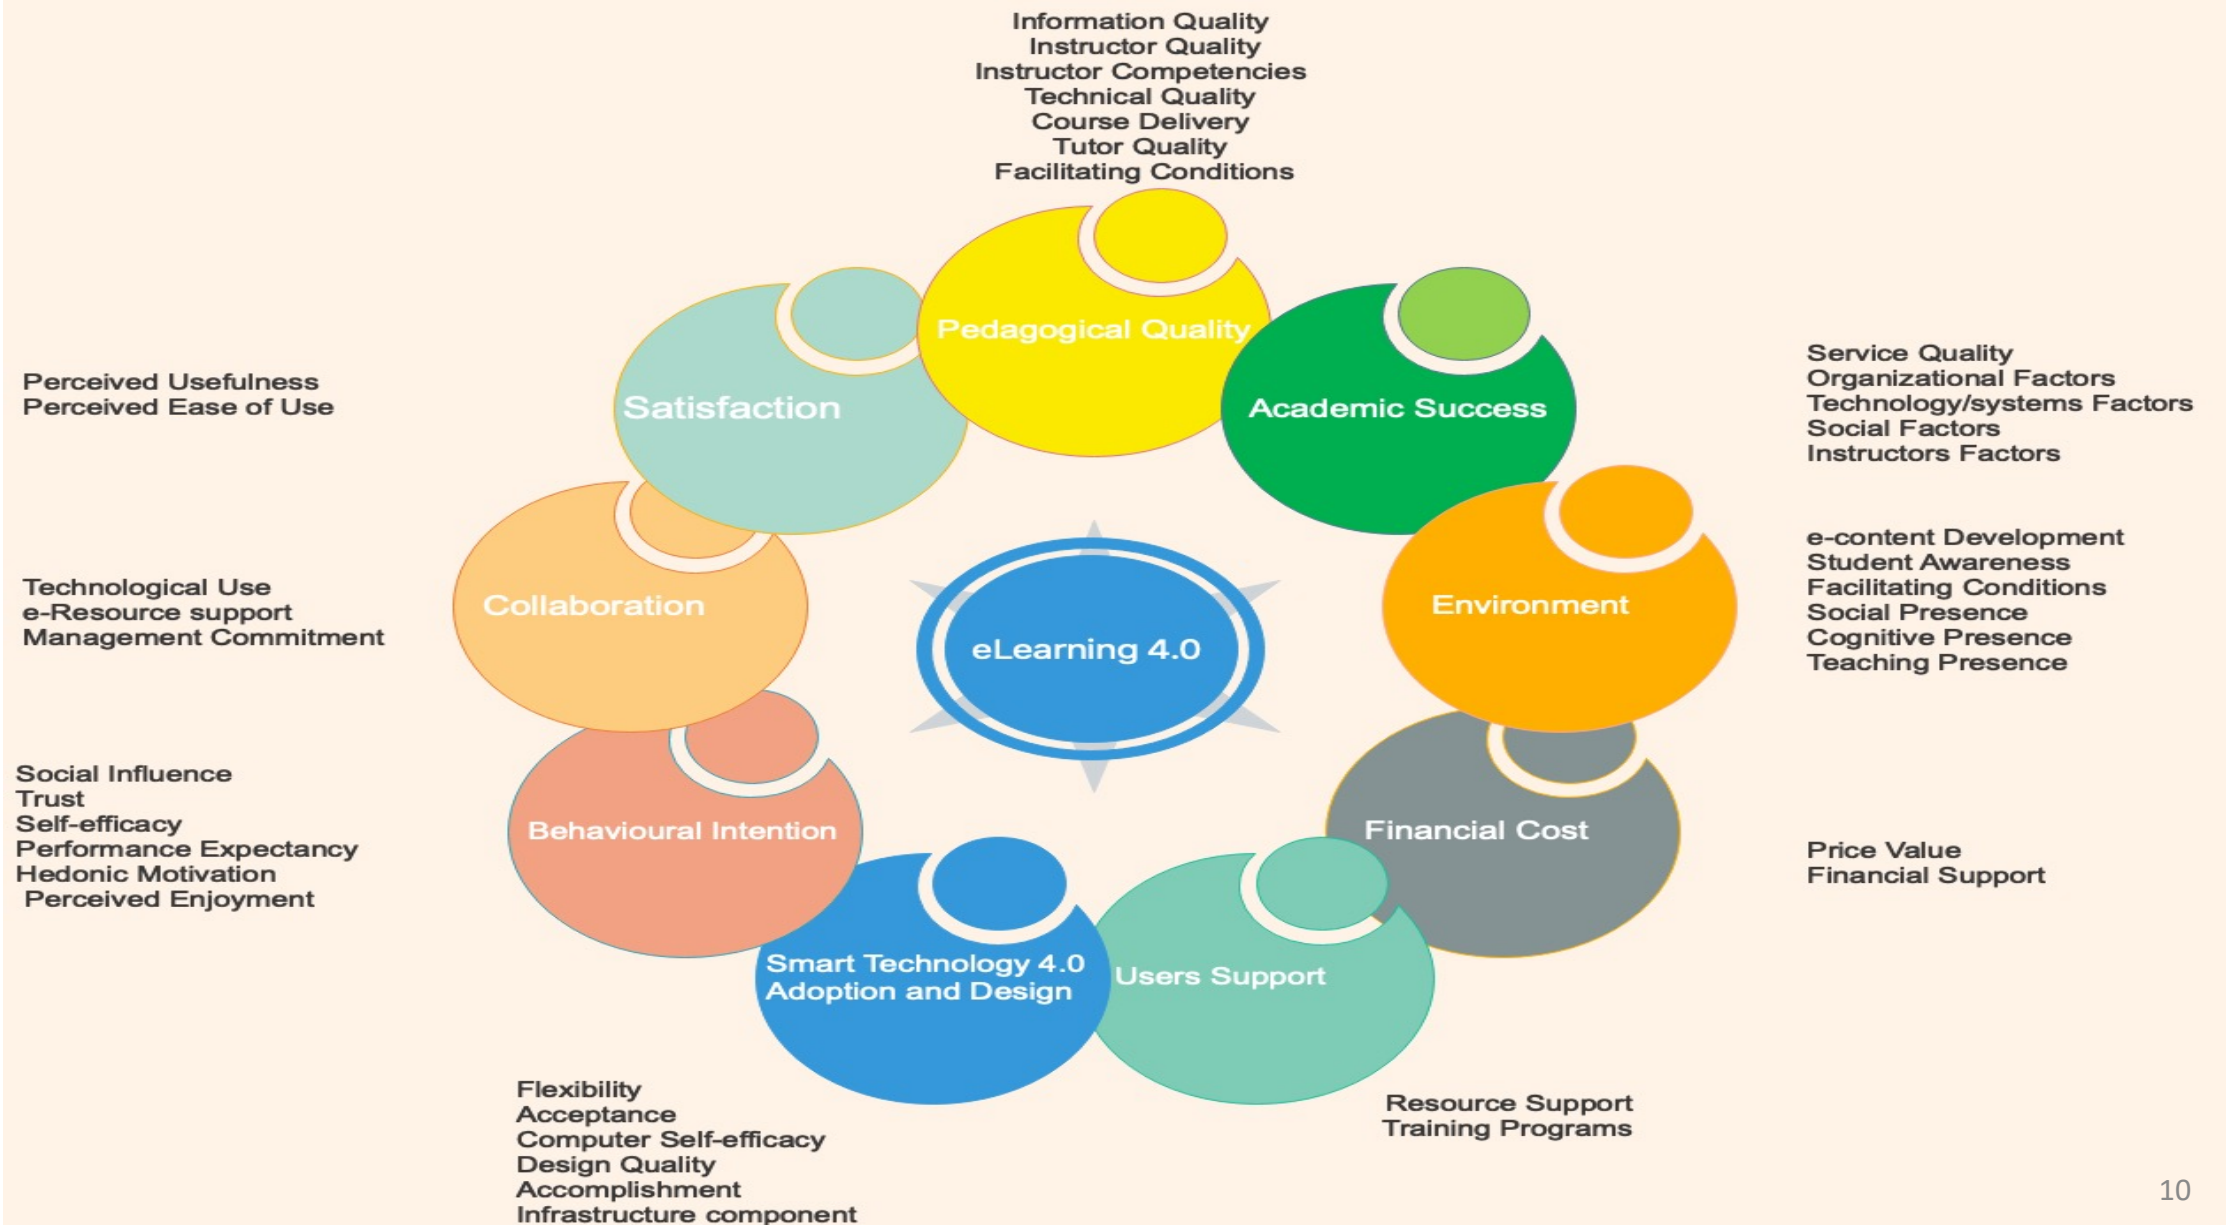 Information Quality
Instructor Quality
Instructor Competencies
Technical Quality
Course Delivery
Tutor Quality
Facilitating Conditions
Pedagogical Quality
Satisfaction
Academic Success
Perceived Usefulness
Perceived Ease of Use
Service Quality
Organizational Factors
Technology/systems Factors
Social Factors
Instructors Factors
Collaboration
Environment
eLearning 4.0
Technological Use
e-Resource support
Management Commitment
e-content Development
Student Awareness
Facilitating Conditions
Social Presence
Cognitive Presence
Teaching Presence
Behavioural Intention
Financial Cost
Social Influence
Trust
Self-efficacy
Performance Expectancy
Hedonic Motivation
Perceived Enjoyment
Price Value
Financial Support
Smart Technology 4.0
Adoption and Design
Users Support
Flexibility
Acceptance
Computer Self-efficacy
Design Quality
Accomplishment
Infrastructure component
Resource Support
Training Programs
10